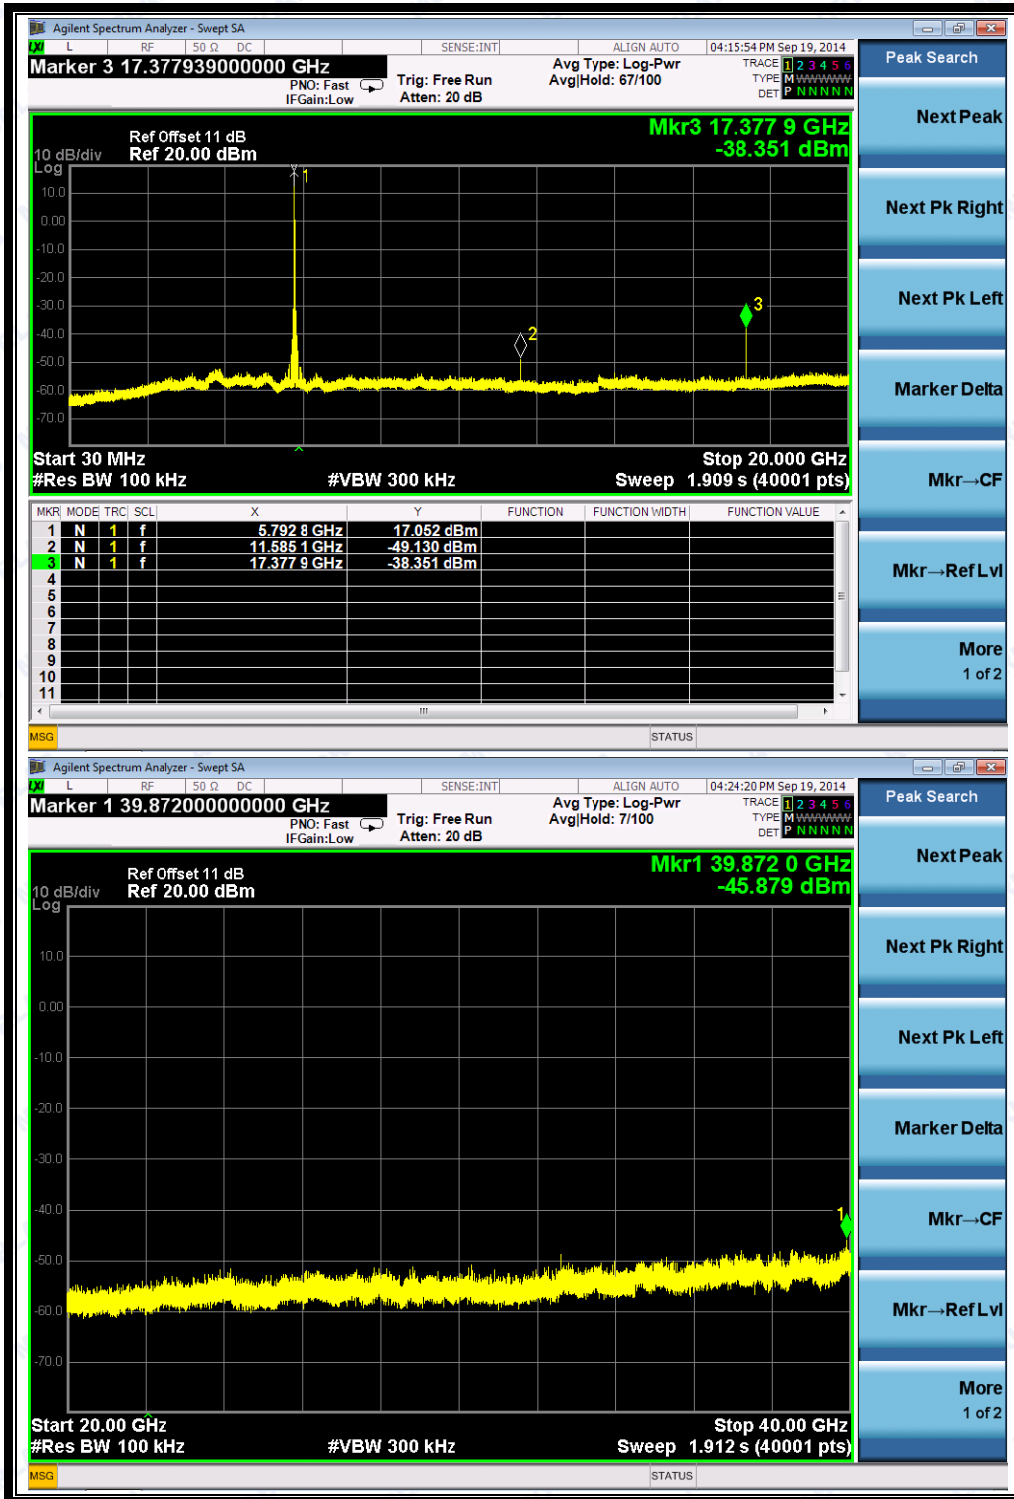 Agilent Spectrum Analyzer - Swept SA
LXI L RF 50 Ω DC SENSE:INT ALIGN AUTO 04:15:54 PM Sep 19, 2014
Marker 3 17.377939000000 GHz
PNO: Fast
IFGain:Low
Trig: Free Run
Atten: 20 dB
Avg Type: Log-Pwr
Avg|Hold: 67/100
TRACE 1 2 3 4 5 6
TYPE M WWWWW
DET P N N N N N
Peak Search
Next Peak
Next Pk Right
Next Pk Left
Marker Delta
Mkr→CF
Mkr→Ref Lvl
More
1 of 2
Mkr3 17.377 9 GHz
-38.351 dBm
Ref Offset 11 dB
10 dB/div Ref 20.00 dBm
Log
10.0
0.00
-10.0
-20.0
-30.0
-40.0
-50.0
-60.0
-70.0
1
2
3
Start 30 MHz Stop 20.000 GHz
#Res BW 100 kHz #VBW 300 kHz Sweep 1.909 s (40001 pts)
MKR MODE TRC SCL X Y FUNCTION FUNCTION WIDTH FUNCTION VALUE
1 N 1 f 5.792 8 GHz 17.052 dBm
2 N 1 f 11.585 1 GHz -49.130 dBm
3 N 1 f 17.377 9 GHz -38.351 dBm
4
5
6
7
8
9
10
11
MSG STATUS
Agilent Spectrum Analyzer - Swept SA
LXI L RF 50 Ω DC SENSE:INT ALIGN AUTO 04:24:20 PM Sep 19, 2014
Marker 1 39.872000000000 GHz
PNO: Fast
IFGain:Low
Trig: Free Run
Atten: 20 dB
Avg Type: Log-Pwr
Avg|Hold: 7/100
TRACE 1 2 3 4 5 6
TYPE M WWWWW
DET P N N N N N
Peak Search
Next Peak
Next Pk Right
Next Pk Left
Marker Delta
Mkr→CF
Mkr→Ref Lvl
More
1 of 2
Mkr1 39.872 0 GHz
-45.879 dBm
Ref Offset 11 dB
10 dB/div Ref 20.00 dBm
Log
10.0
0.00
-10.0
-20.0
-30.0
-40.0
-50.0
-60.0
-70.0
1
Start 20.00 GHz Stop 40.00 GHz
#Res BW 100 kHz #VBW 300 kHz Sweep 1.912 s (40001 pts)
MSG STATUS